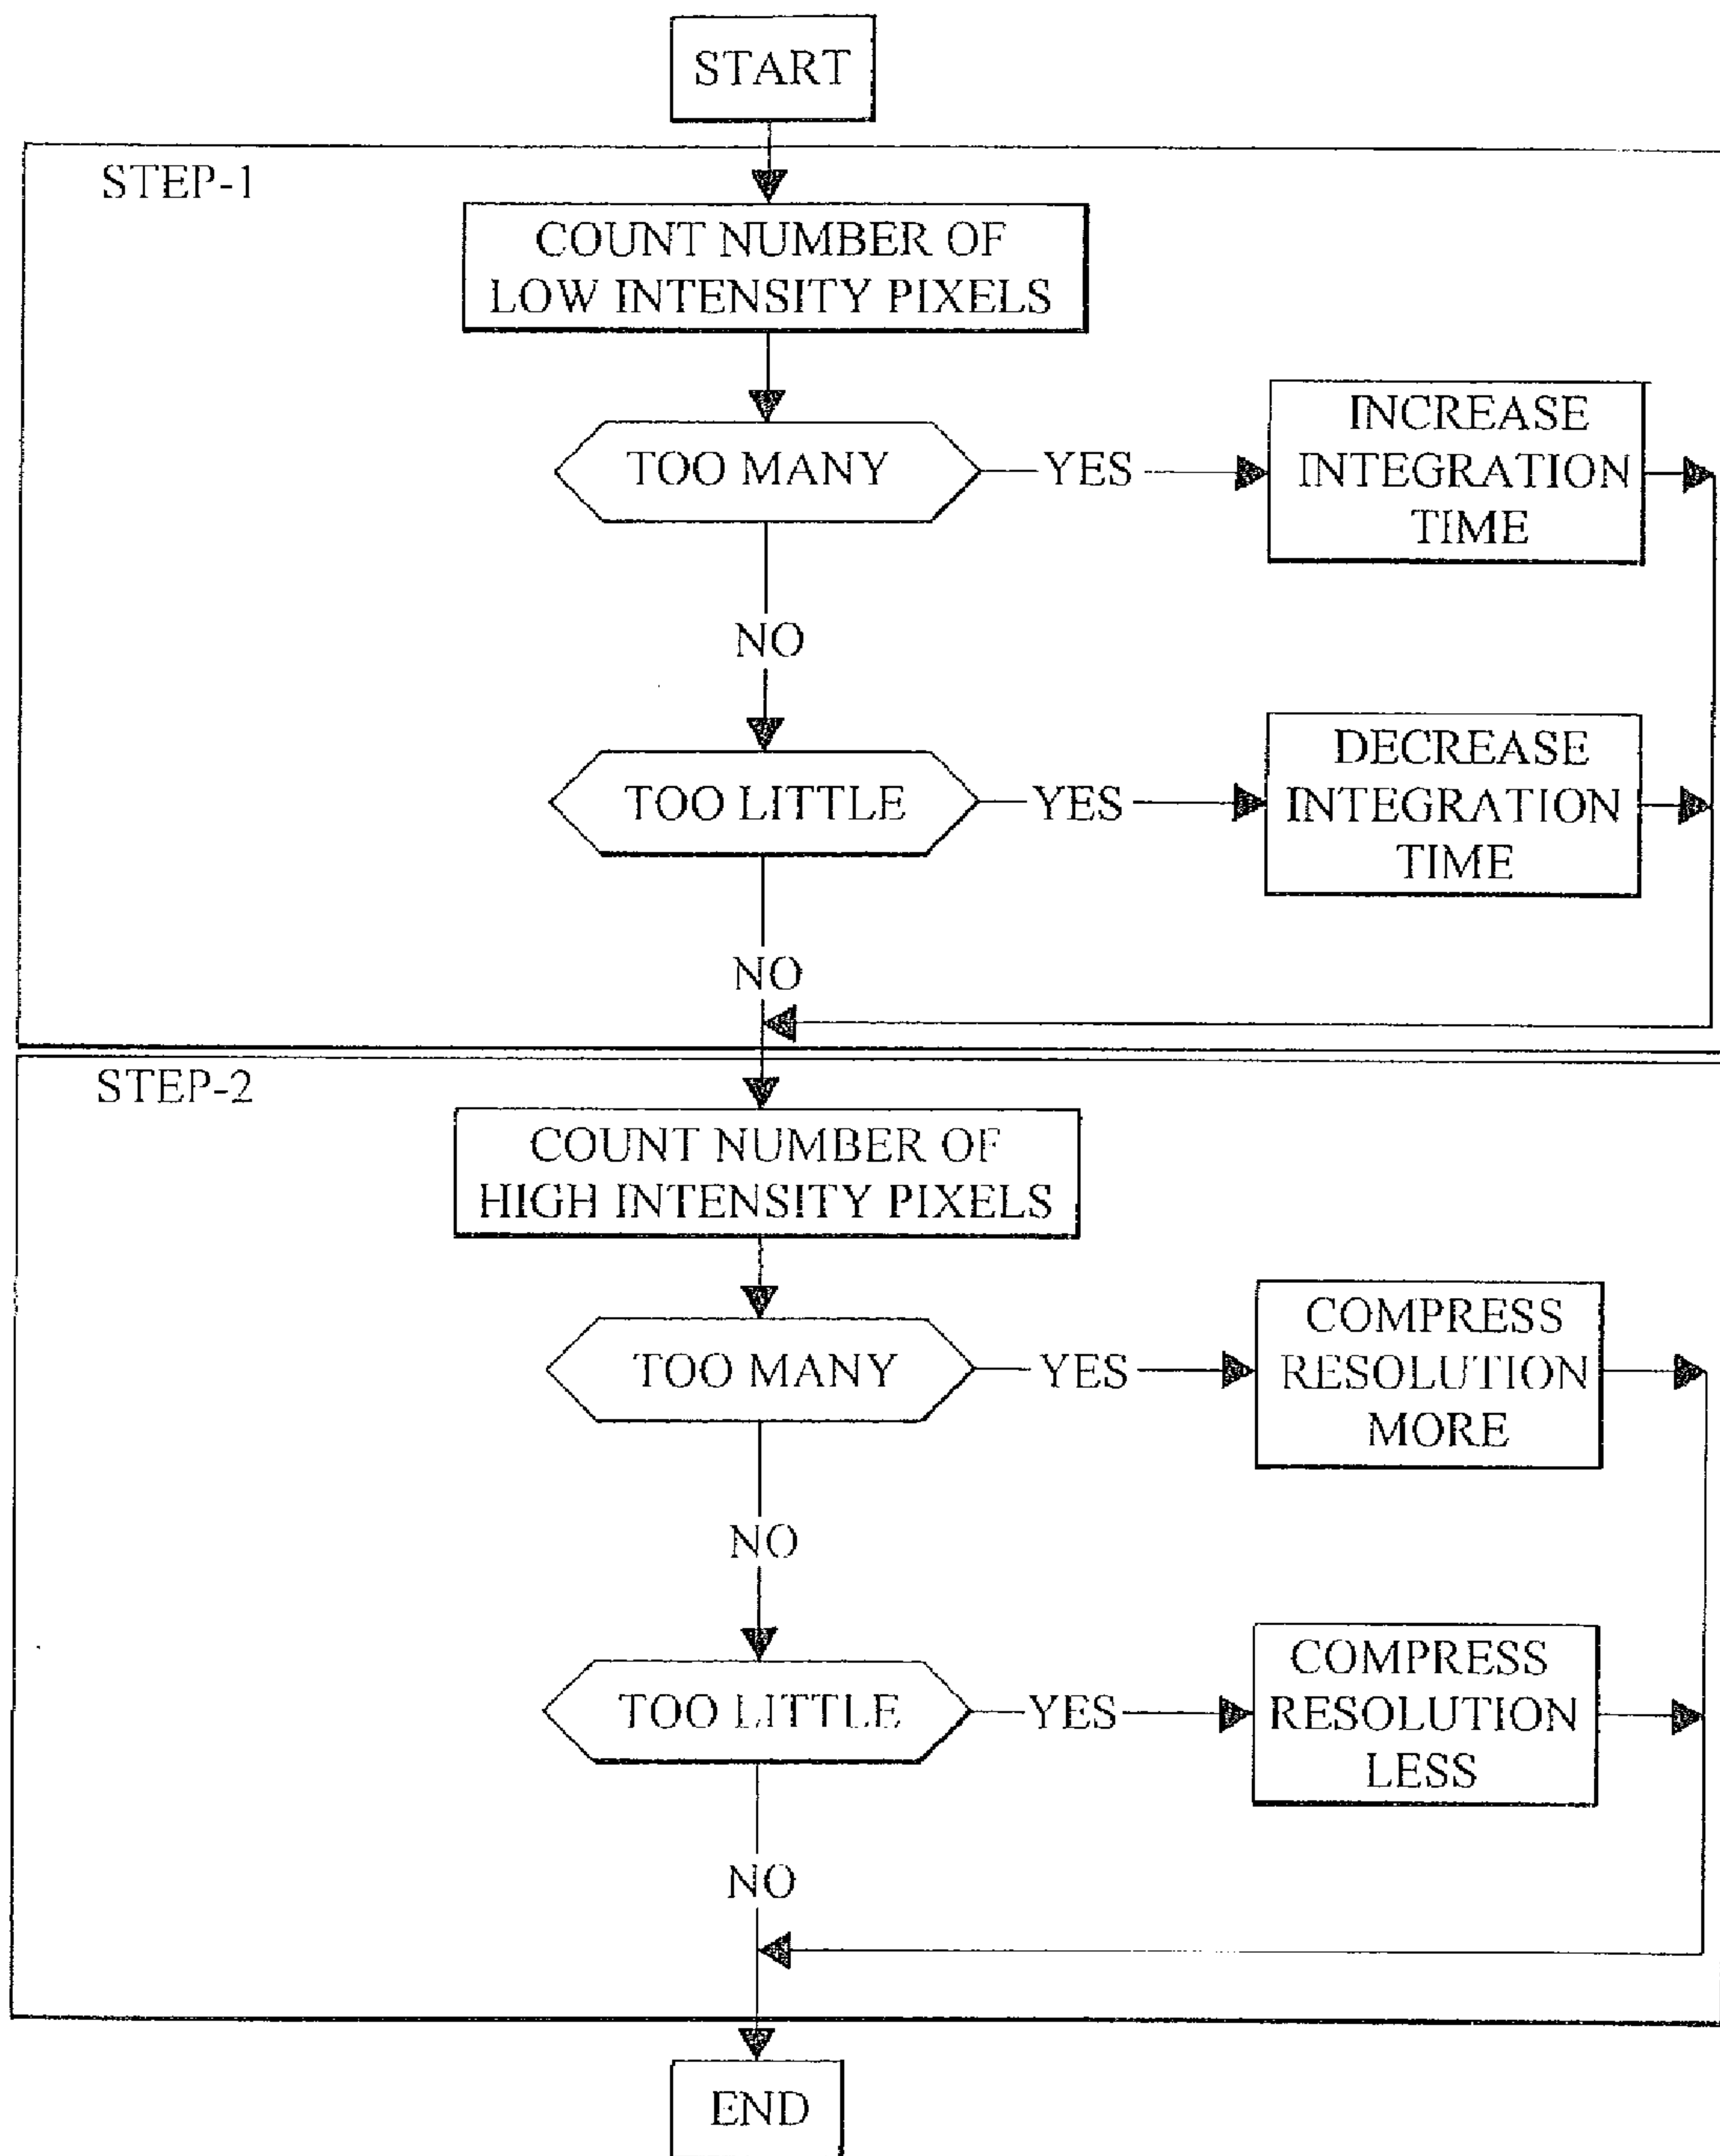 START
STEP-1
COUNT NUMBER OF
LOW INTENSITY PIXELS
TOO MANY
YES
INCREASE
INTEGRATION
TIME
NO
TOO LITTLE
YES
DECREASE
INTEGRATION
TIME
NO
STEP-2
COUNT NUMBER OF
HIGH INTENSITY PIXELS
TOO MANY
YES
COMPRESS
RESOLUTION
MORE
NO
TOO LITTLE
YES
COMPRESS
RESOLUTION
LESS
NO
END